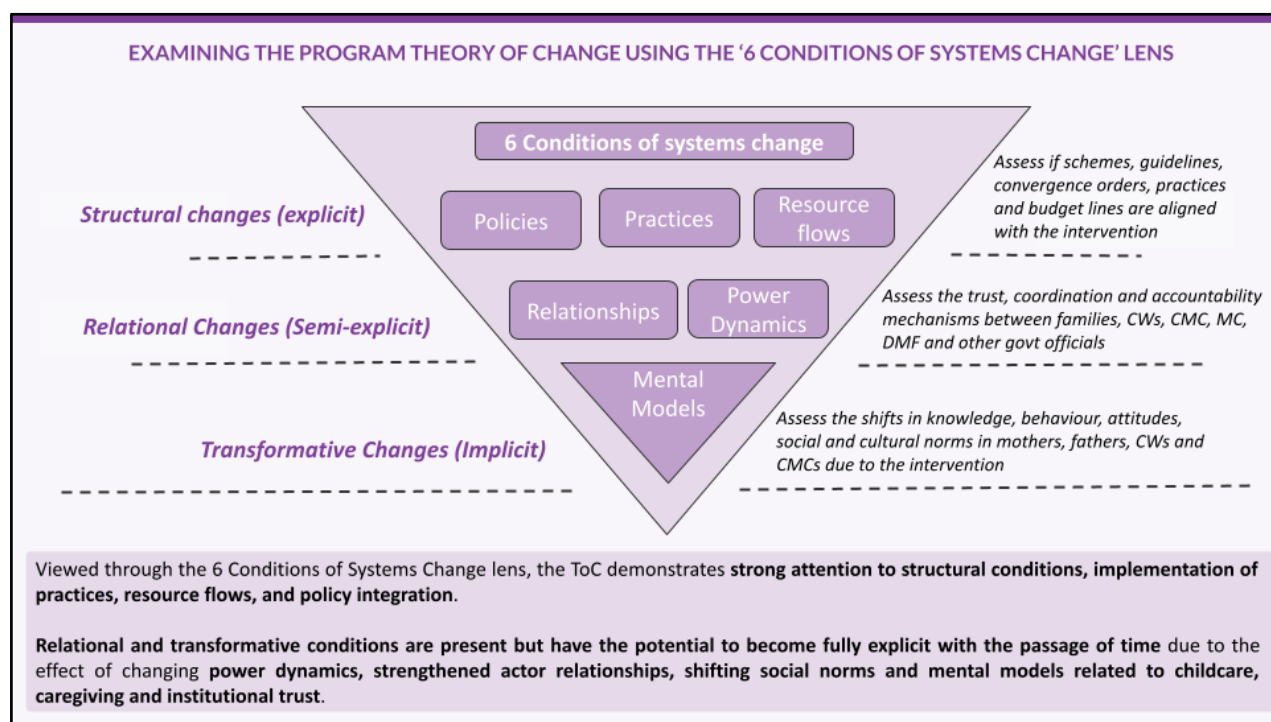 EXAMINING THE PROGRAM THEORY OF CHANGE USING THE ‘6 CONDITIONS OF SYSTEMS CHANGE’ LENS
6 Conditions of systems change
Structural changes (explicit)
Policies
Practices
Resource
flows
Assess if schemes, guidelines,
convergence orders, practices
and budget lines are aligned
with the intervention
Relational Changes (Semi-explicit)
Relationships
Power
Dynamics
Assess the trust, coordination and accountability
mechanisms between families, CWs, CMC, MC,
DMF and other govt officials
Transformative Changes (Implicit)
Mental
Models
Assess the shifts in knowledge, behaviour, attitudes,
social and cultural norms in mothers, fathers, CWs and
CMCs due to the intervention
Viewed through the 6 Conditions of Systems Change lens, the ToC demonstrates strong attention to structural conditions, implementation of
practices, resource flows, and policy integration.
Relational and transformative conditions are present but have the potential to become fully explicit with the passage of time due to the
effect of changing power dynamics, strengthened actor relationships, shifting social norms and mental models related to childcare,
caregiving and institutional trust.